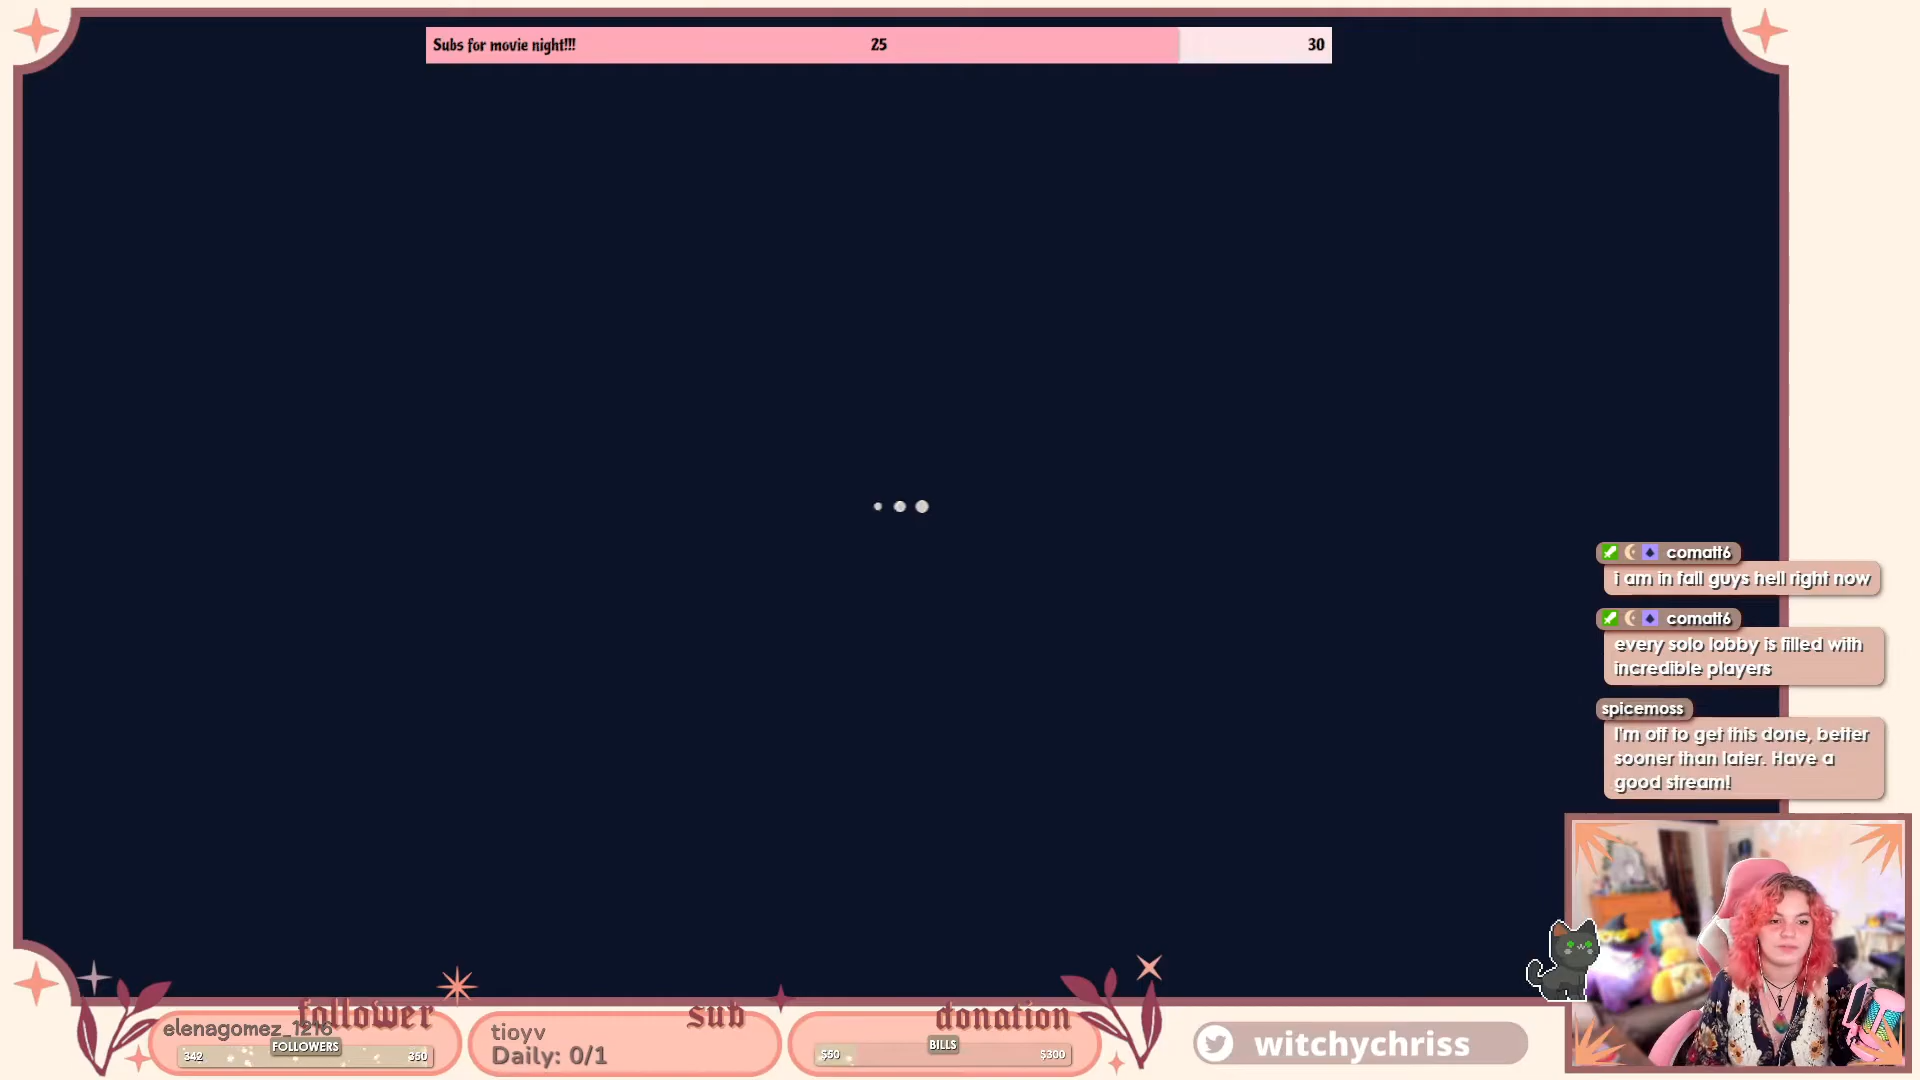 Subs for movie night!!!
25
30
comatt6
i am in fall guys hell right now
comatt6
every solo lobby is filled with
incredible players
spicemoss
I'm off to get this done, better
sooner than later. Have a
good stream!
follower
elenagomez_1216
FOLLOWERS
342
350
sub
tioyv
Daily: 0/1
donation
BILLS
$50
$300
witchychriss